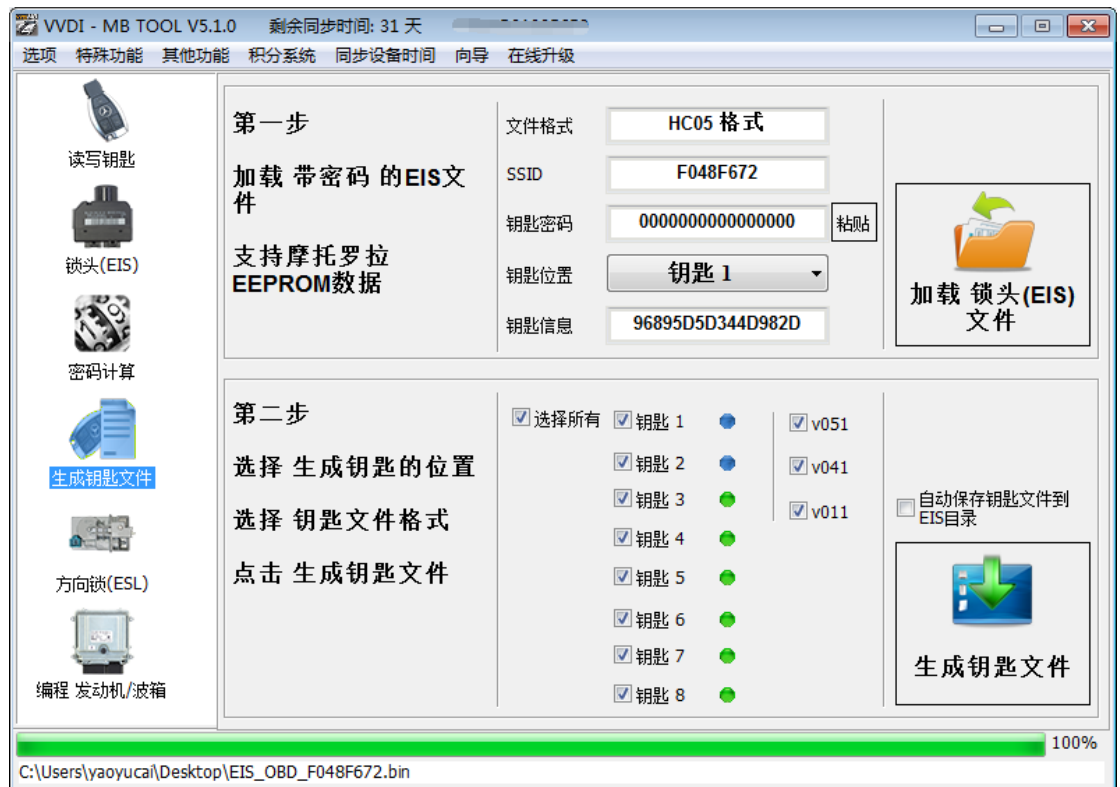 VVDI - MB TOOL V5.1.0 剩余同步时间: 31 天
选项 特殊功能 其他功能 积分系统 同步设备时间 向导 在线升级
读写钥匙
锁头(EIS)
密码计算
生成钥匙文件
方向锁(ESL)
编程 发动机/波箱
第一步
加载 带密码 的EIS文
件
支持摩托罗拉
EEPROM数据
文件格式 HC05 格式
SSID F048F672
钥匙密码 0000000000000000 粘贴
钥匙位置 钥匙 1
钥匙信息 96895D5D344D982D
加载 锁头(EIS)
文件
第二步
选择 生成钥匙的位置
选择 钥匙文件格式
点击 生成钥匙文件
选择所有 钥匙 1 v051
钥匙 2 v041
钥匙 3 v011
钥匙 4
钥匙 5
钥匙 6
钥匙 7
钥匙 8
自动保存钥匙文件到
EIS目录
生成钥匙文件
100%
C:\Users\yaoyucai\Desktop\EIS_OBD_F048F672.bin